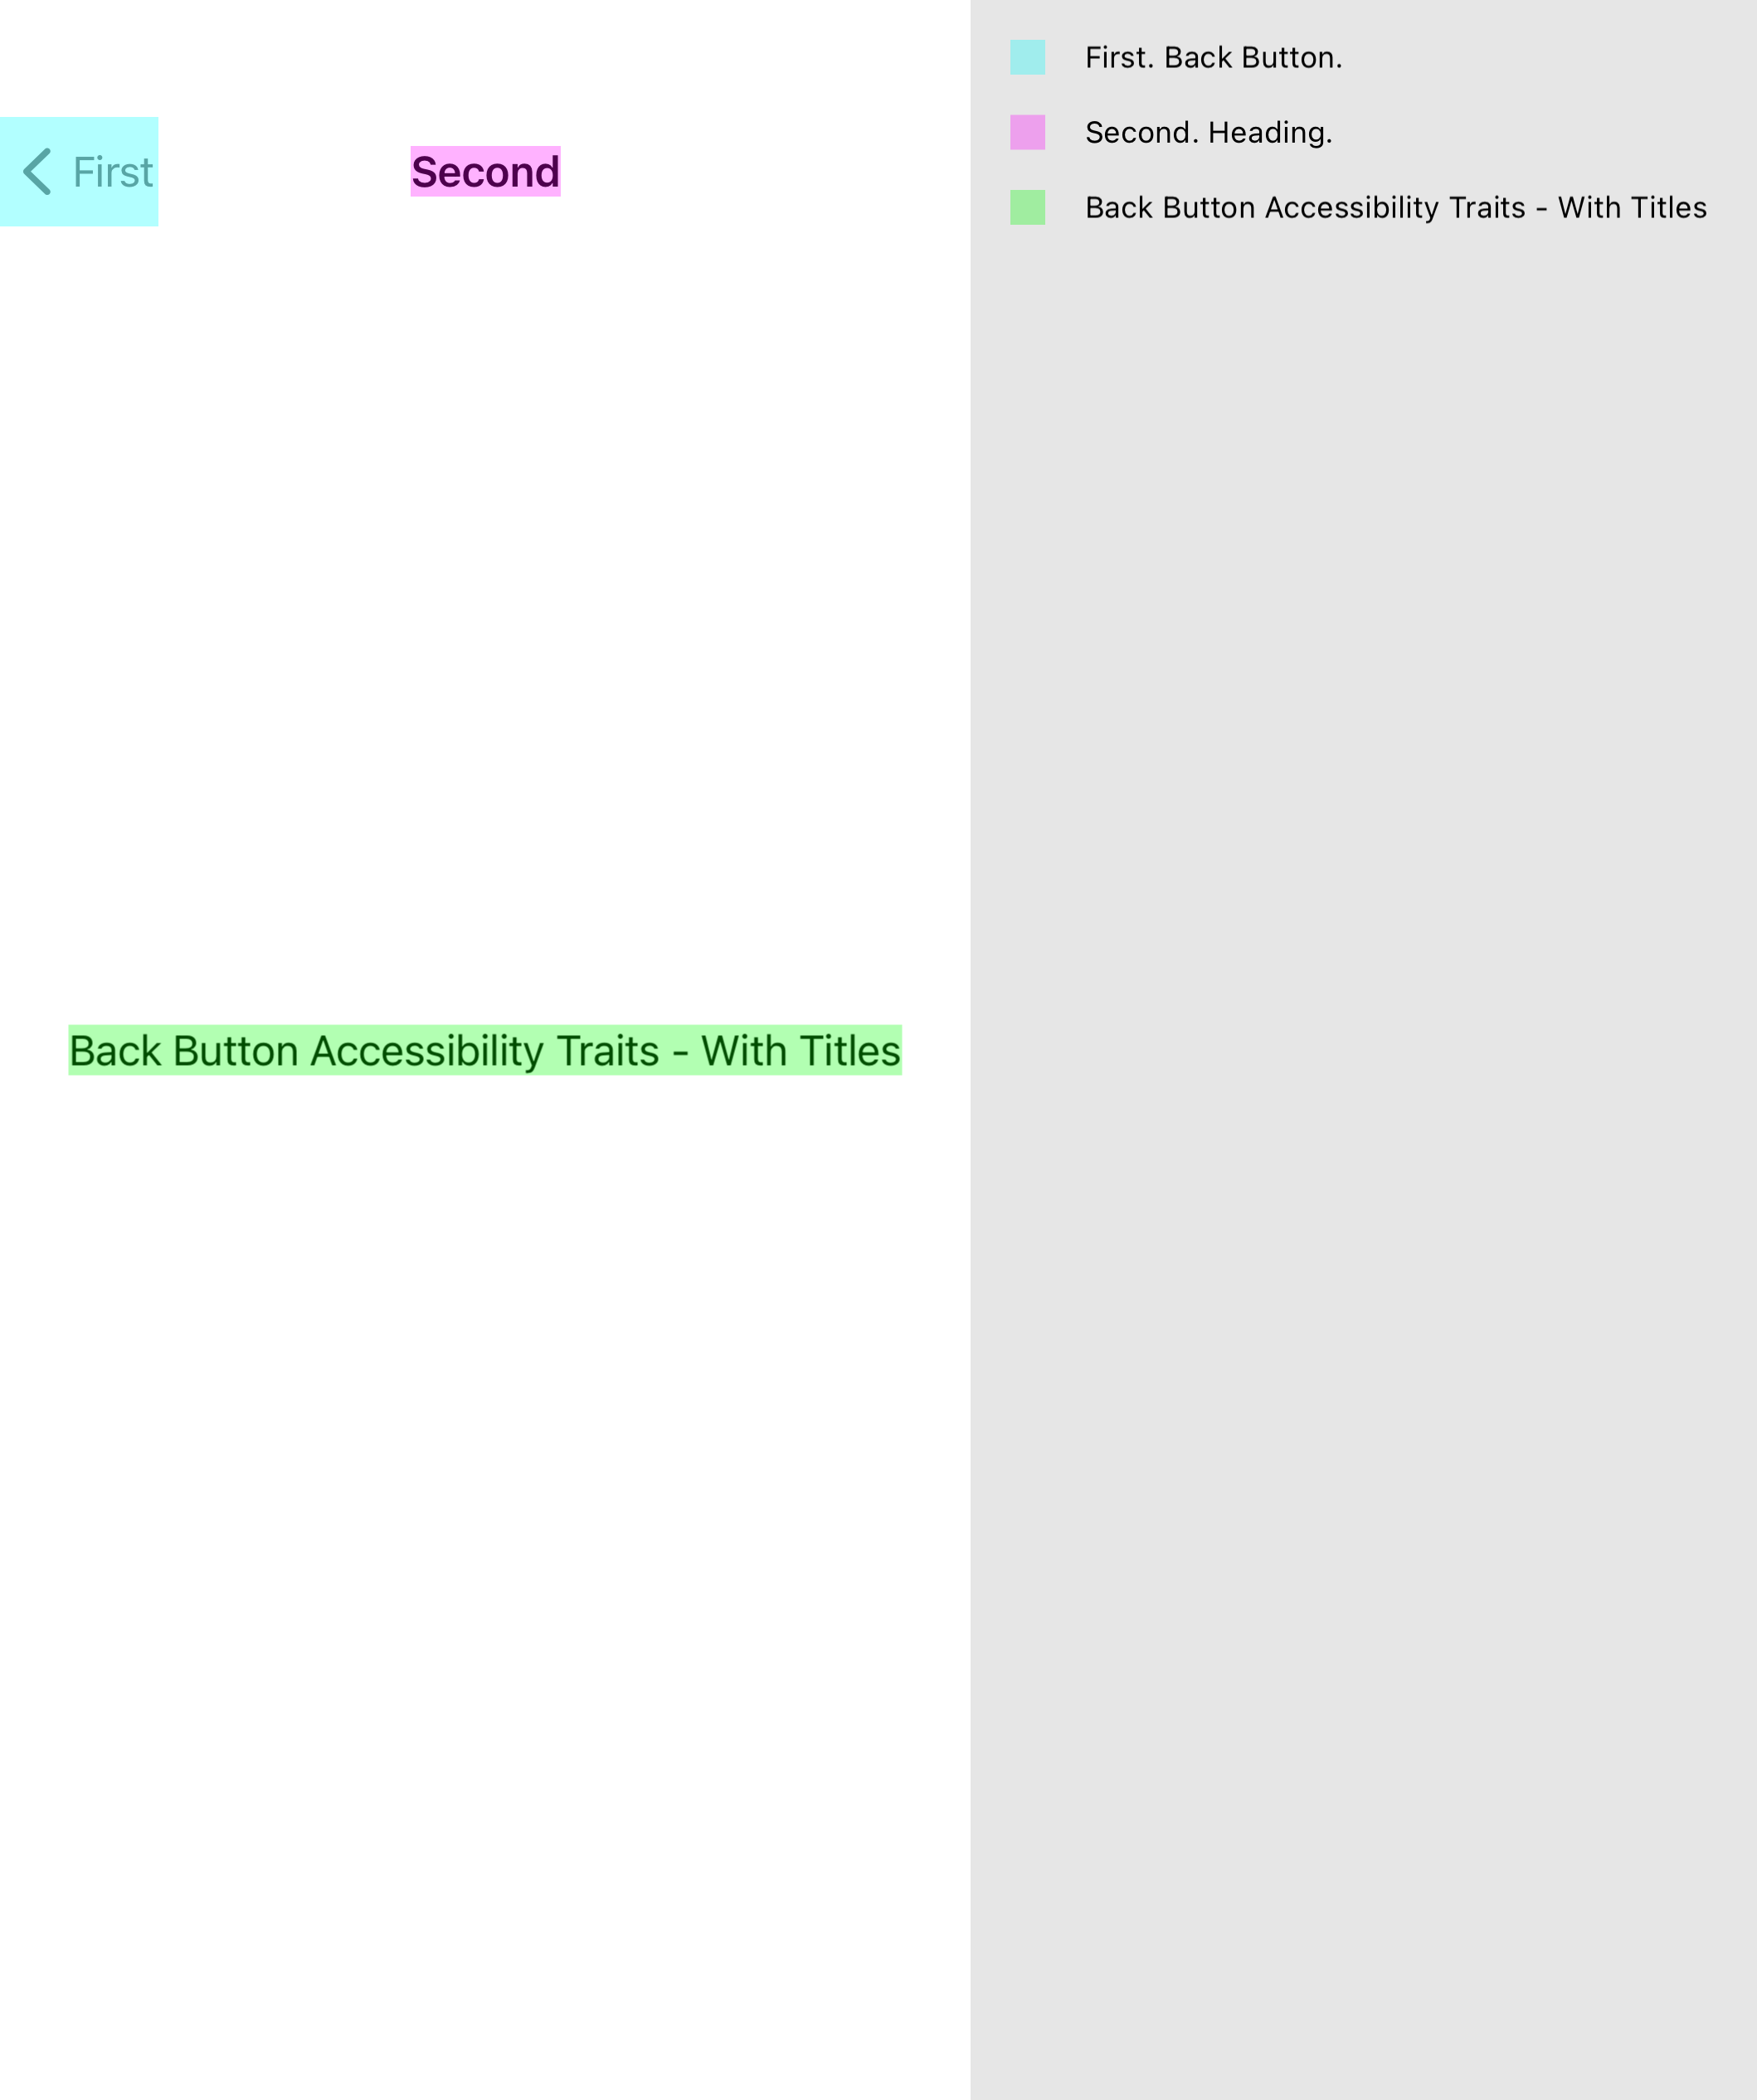 First
Second
Back Button Accessibility Traits - With Titles
First. Back Button.
Second. Heading.
Back Button Accessibility Traits - With Titles